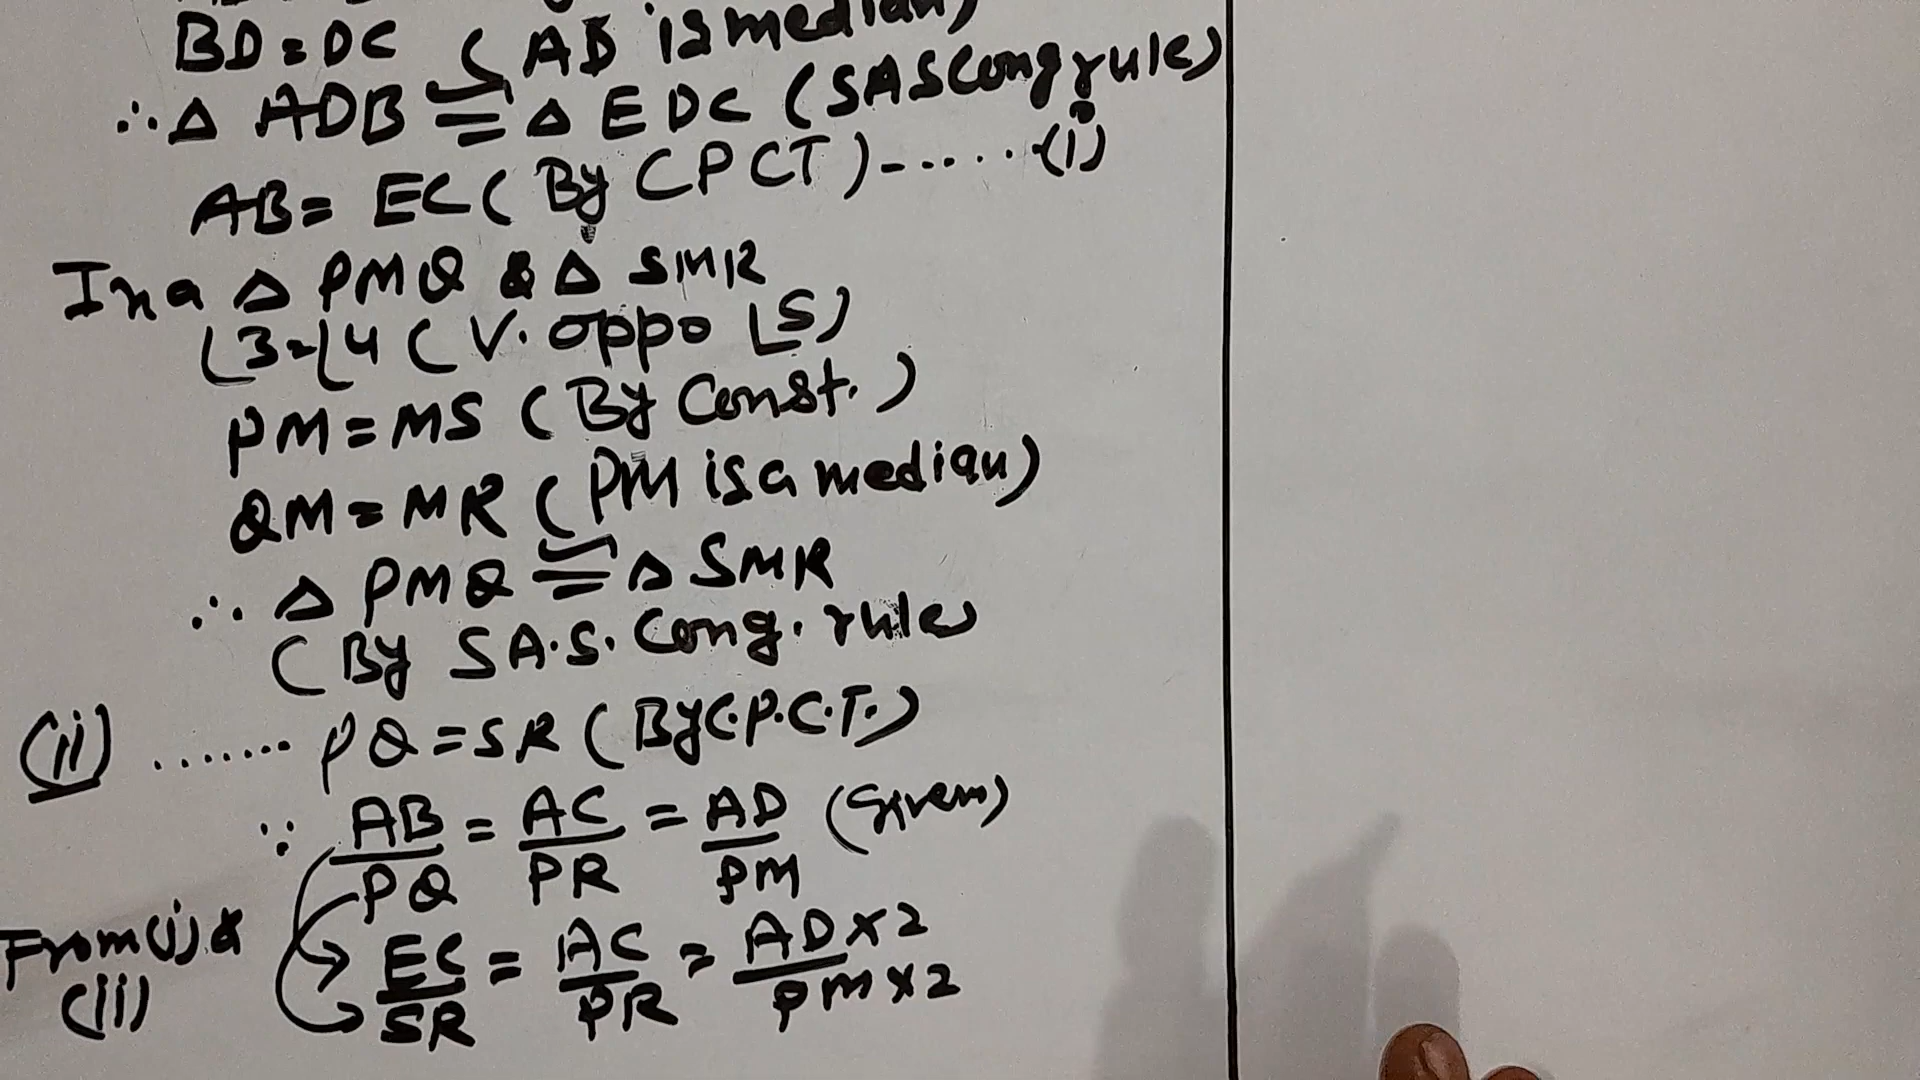 BD=DC (AD is median)
∴ Δ ADB ≅ Δ EDC (SAS cong rule)
AB = EC (By CPCT)-.....(i)
In a Δ PMQ & Δ SMR
∠3=∠4 (V. oppo ∠S)
PM=MS (By Const.)
QM=MR (PM is a median)
∴ Δ PMQ ≅ Δ SMR
(By S.A.S. Cong. rule)
(ii) ....... PQ=SR (By C.P.C.T.)
∵ AB/PQ = AC/PR = AD/PM (Given)
From (i) & (ii) EC/SR = AC/PR = AD×2/PM×2